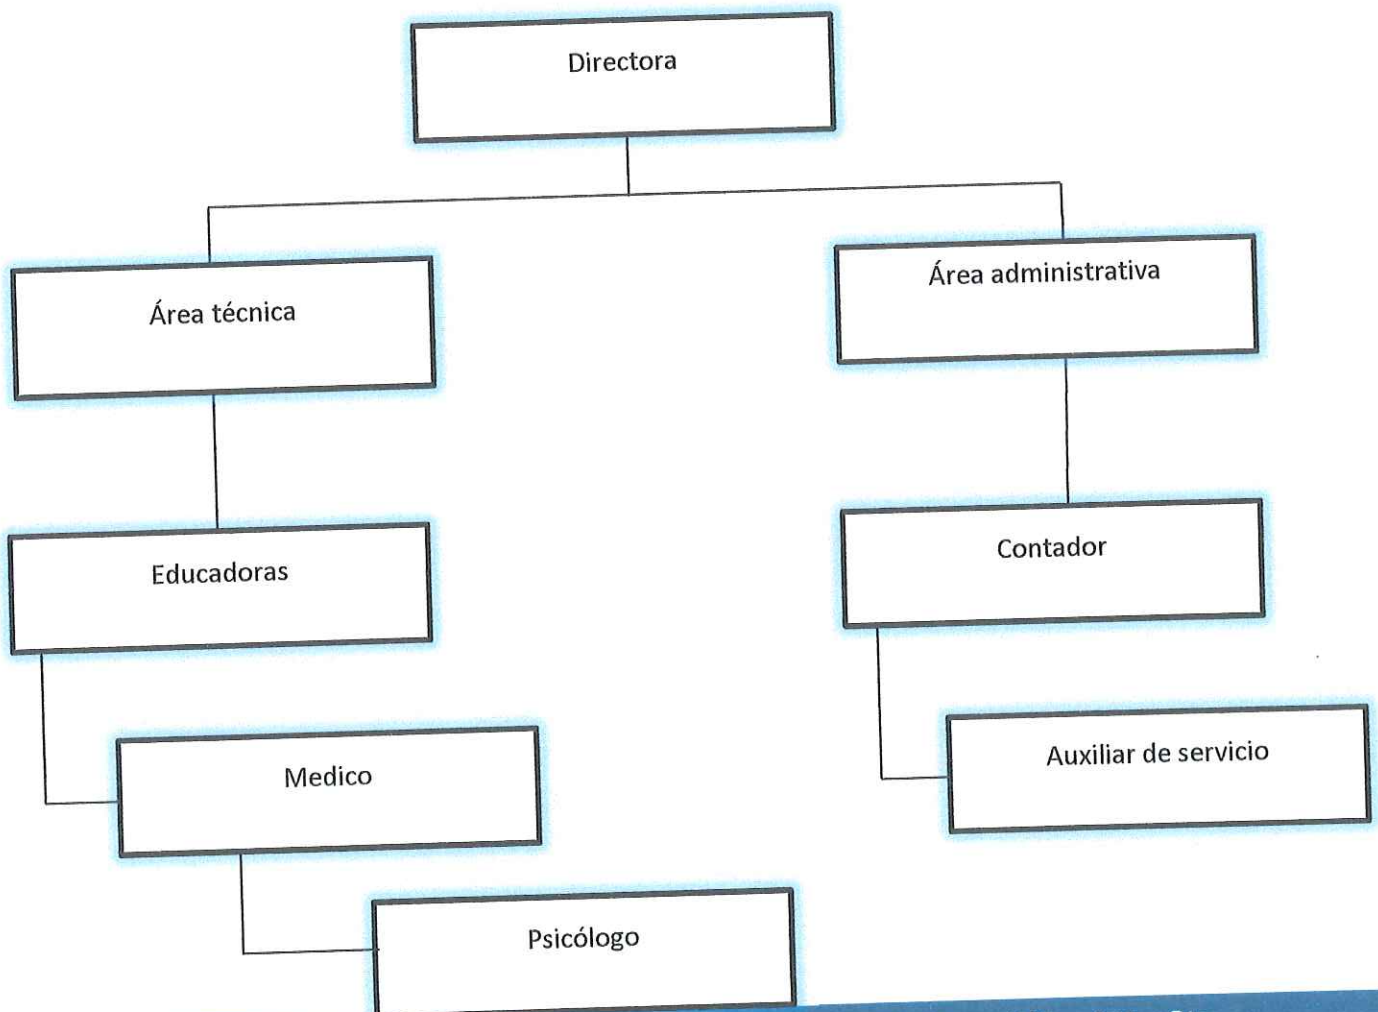 Directora
Área técnica
Área administrativa
Educadoras
Contador
Medico
Auxiliar de servicio
Psicólogo